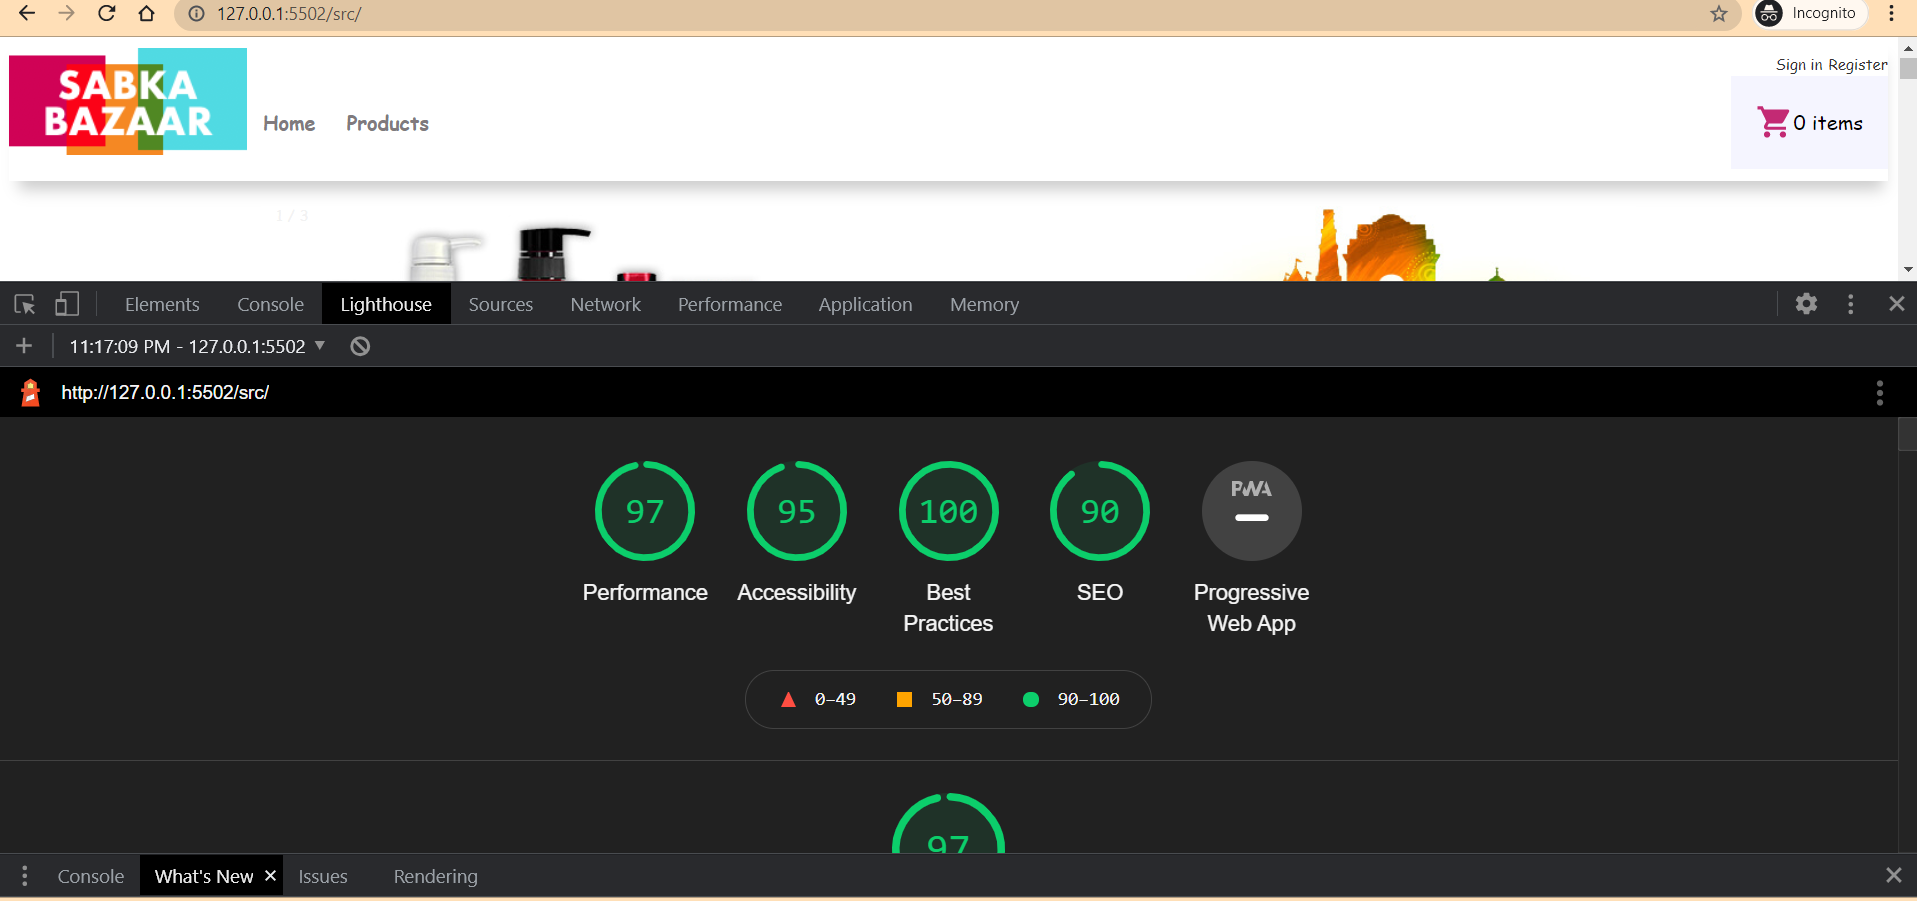 127.0.0.1:5502/src/
Incognito
SABKA
BAZAAR
Home Products
Sign in Register
0 items
1 / 3
Elements Console Lighthouse Sources Network Performance Application Memory
11:17:09 PM - 127.0.0.1:5502
http://127.0.0.1:5502/src/
97 95 100 90 PWA
Performance Accessibility Best Practices SEO Progressive Web App
0–49 50–89 90–100
97
Console What's New Issues Rendering